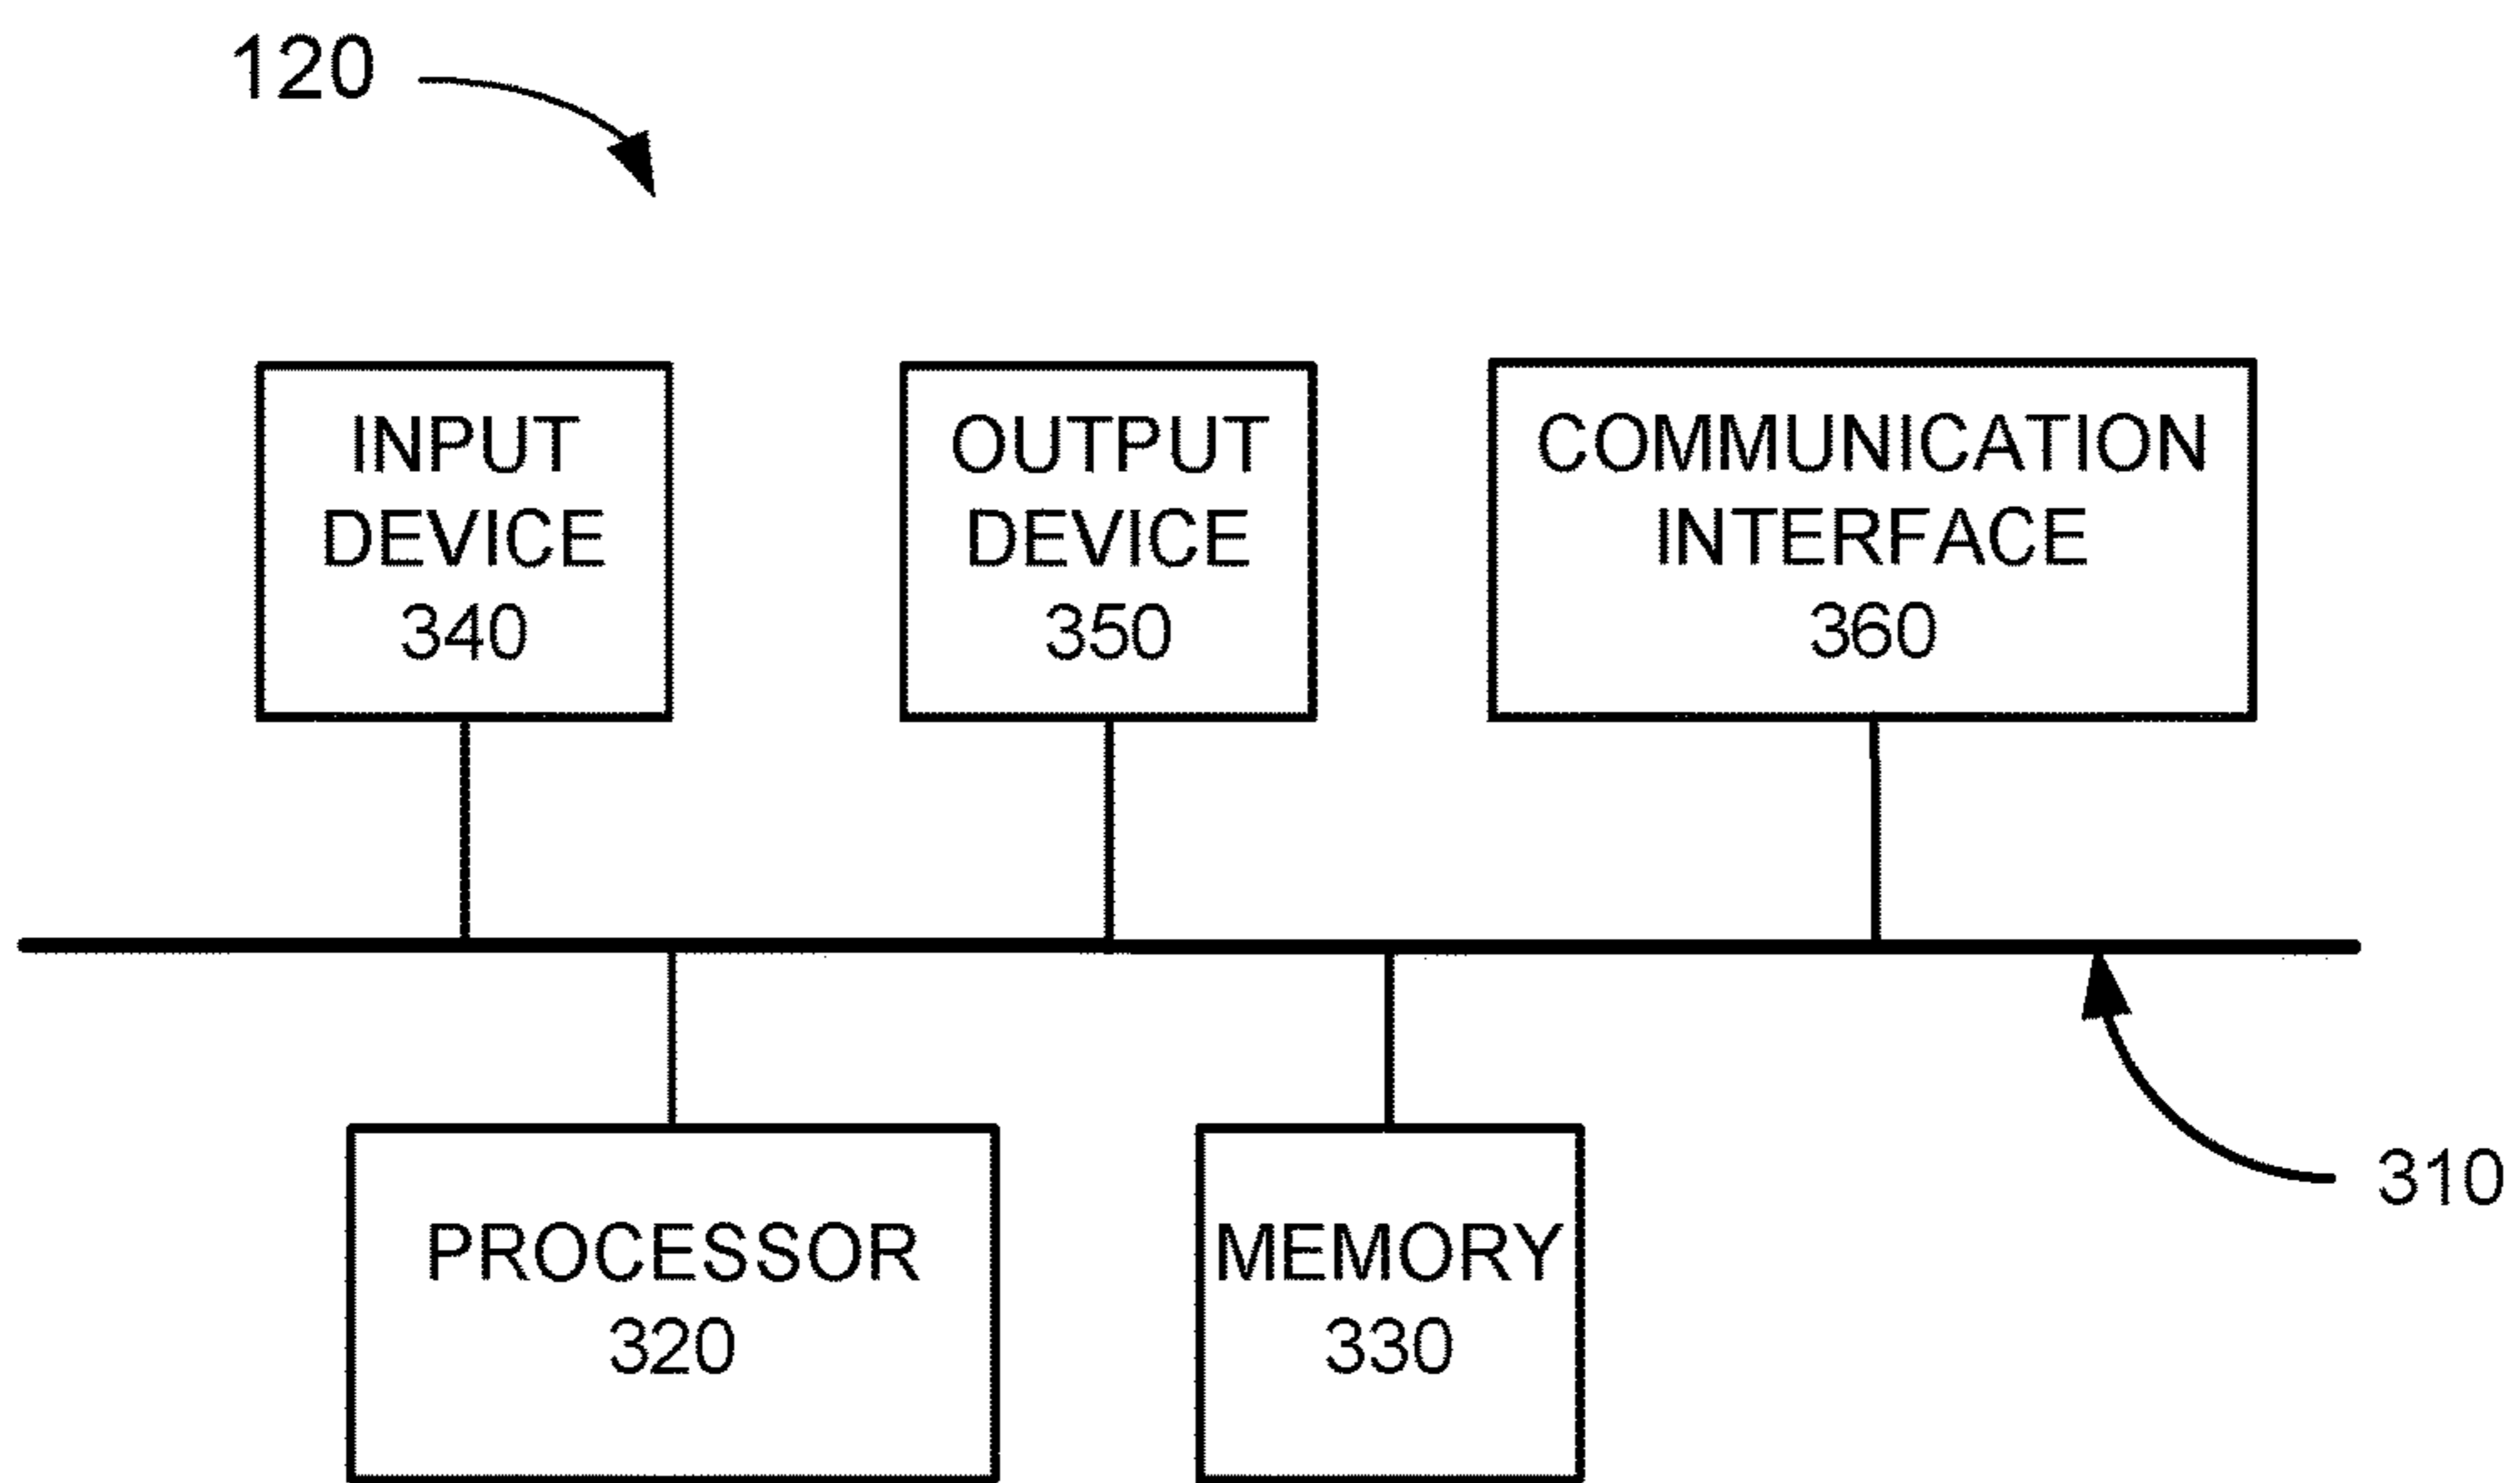 120
INPUT
DEVICE
340
OUTPUT
DEVICE
350
COMMUNICATION
INTERFACE
360
PROCESSOR
320
MEMORY
330
310